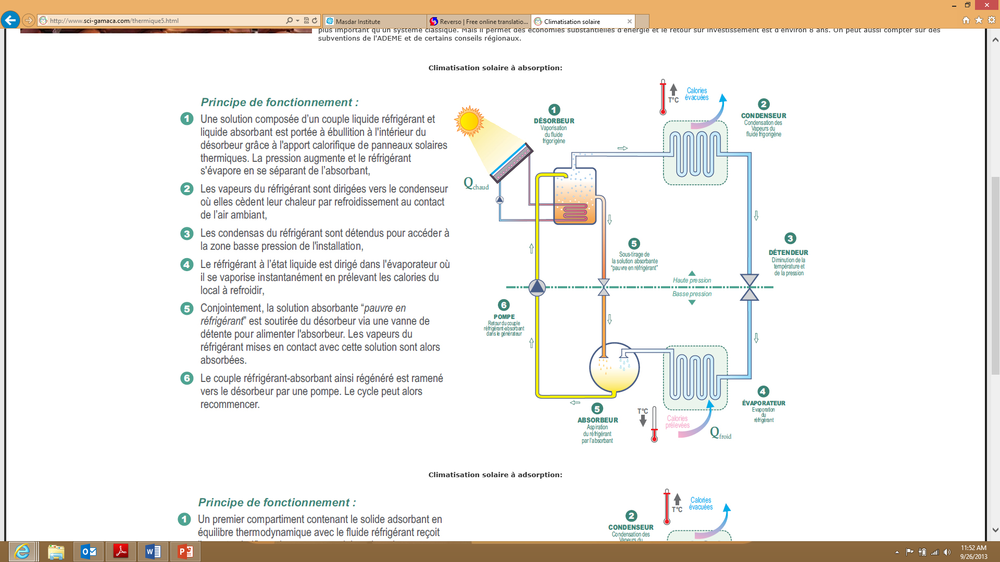 http://www.sci-gamaca.com/thermique5.html
Masdar Institute
Reverso | Free online translatio...
Climatisation solaire
plus important qu'un système classique. Mais il permet des économies substantielles d'énergie et le retour sur investissement est d'environ 8 ans. On peut aussi compter sur des
subventions de l'ADEME et de certains conseils régionaux.
Climatisation solaire à absorption:
Principe de fonctionnement :
1 Une solution composée d’un couple liquide réfrigérant et
liquide absorbant est portée à ébullition à l'intérieur du
désorbeur grâce à l'apport calorifique de panneaux solaires
thermiques. La pression augmente et le réfrigérant
s'évapore en se séparant de l’absorbant,
2 Les vapeurs du réfrigérant sont dirigées vers le condenseur
où elles cèdent leur chaleur par refroidissement au contact
de l’air ambiant,
3 Les condensas du réfrigérant sont détendus pour accéder à
la zone basse pression de l'installation,
4 Le réfrigérant à l’état liquide est dirigé dans l'évaporateur où
il se vaporise instantanément en prélevant les calories du
local à refroidir,
5 Conjointement, la solution absorbante “pauvre en
réfrigérant” est soutirée du désorbeur via une vanne de
détente pour alimenter l'absorbeur. Les vapeurs du
réfrigérant mises en contact avec cette solution sont alors
absorbées.
6 Le couple réfrigérant-absorbant ainsi régénéré est ramené
vers le désorbeur par une pompe. Le cycle peut alors
recommencer.
Qchaud
1
DÉSORBEUR
Vaporisation
du fluide
frigorigène
T°C
Calories
évacuées
2
CONDENSEUR
Condensation des
Vapeurs du
fluide frigorigène
3
DÉTENDEUR
Diminution de la
température et
de la pression
5
Sous-tirage de
la solution absorbante
“pauvre en réfrigérant”
Haute pression
Basse pression
6
POMPE
Retour du couple
réfrigérant-absorbant
dans le générateur
5
ABSORBEUR
Aspiration
du réfrigérant
par l’absorbant
T°C
Calories
prélevées
Qfroid
4
ÉVAPORATEUR
Evaporation
du
réfrigérant
Climatisation solaire à adsorption:
Principe de fonctionnement :
1 Un premier compartiment contenant le solide adsorbant en
équilibre thermodynamique avec le fluide réfrigérant reçoit
2
CONDENSEUR
Condensation des
Vapeurs du
T°C
Calories
évacuées
11:52 AM
9/26/2013